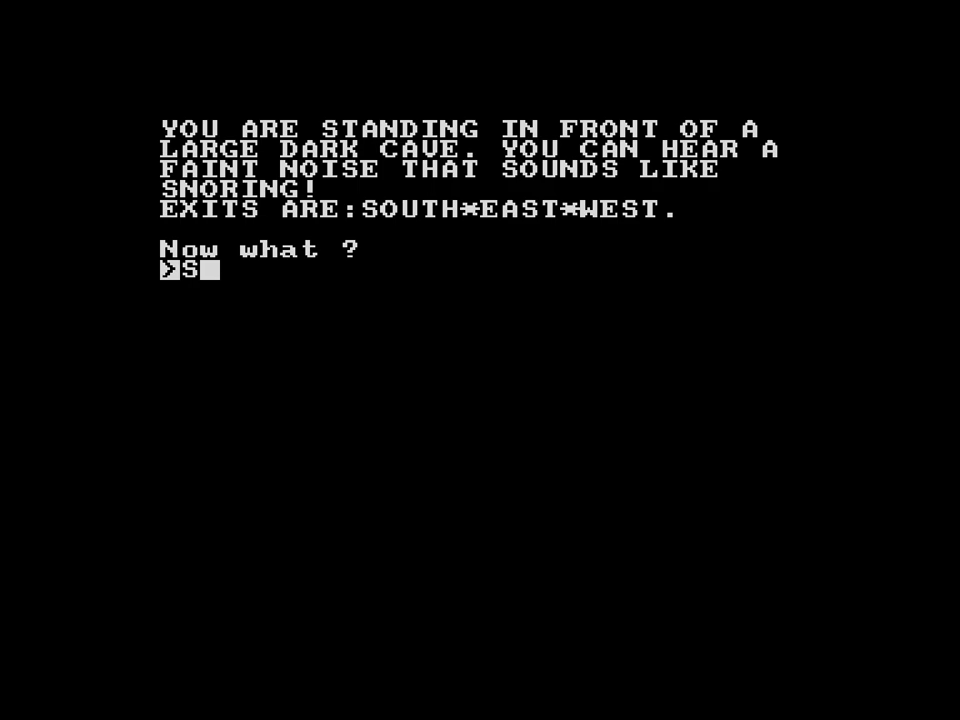 YOU ARE STANDING IN FRONT OF A
LARGE DARK CAVE. YOU CAN HEAR A
FAINT NOISE THAT SOUNDS LIKE
SNORING!
EXITS ARE:SOUTH*EAST*WEST.
Now what ?
>S